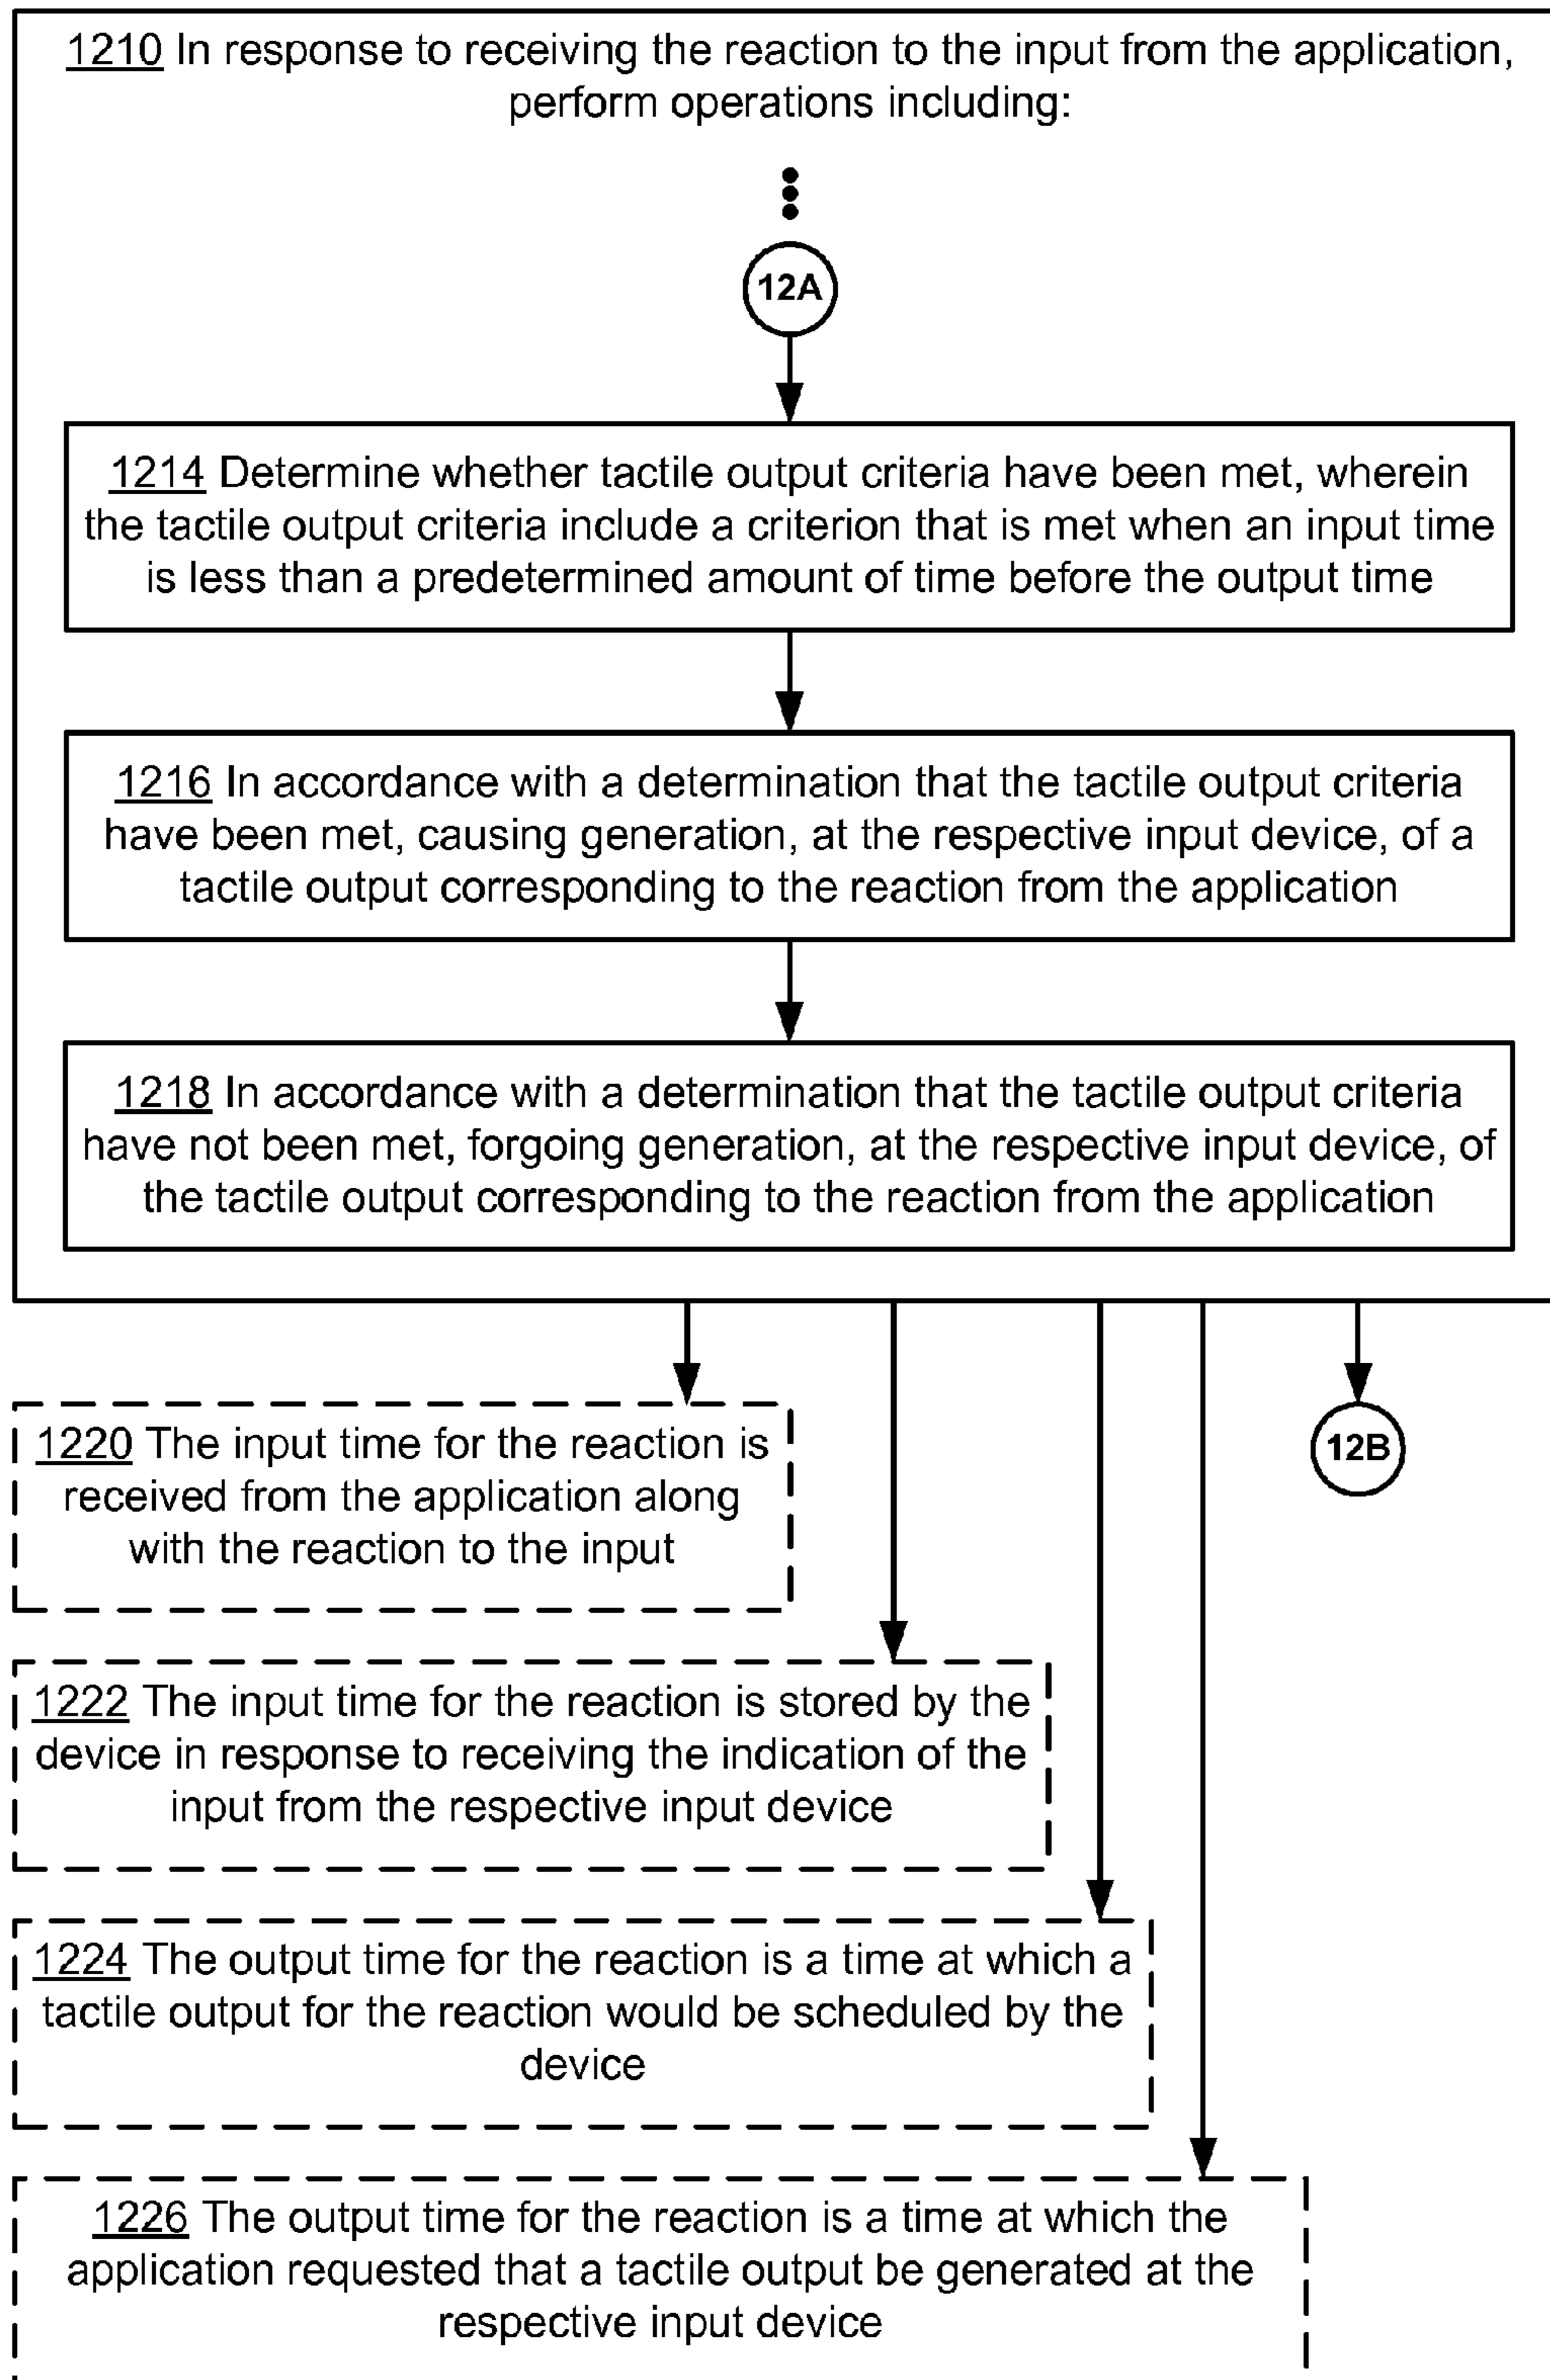 1210 In response to receiving the reaction to the input from the application,
perform operations including:
12A
1214 Determine whether tactile output criteria have been met, wherein
the tactile output criteria include a criterion that is met when an input time
is less than a predetermined amount of time before the output time
1216 In accordance with a determination that the tactile output criteria
have been met, causing generation, at the respective input device, of a
tactile output corresponding to the reaction from the application
1218 In accordance with a determination that the tactile output criteria
have not been met, forgoing generation, at the respective input device, of
the tactile output corresponding to the reaction from the application
1220 The input time for the reaction is
received from the application along
with the reaction to the input
12B
1222 The input time for the reaction is stored by the
device in response to receiving the indication of the
input from the respective input device
1224 The output time for the reaction is a time at which a
tactile output for the reaction would be scheduled by the
device
1226 The output time for the reaction is a time at which the
application requested that a tactile output be generated at the
respective input device